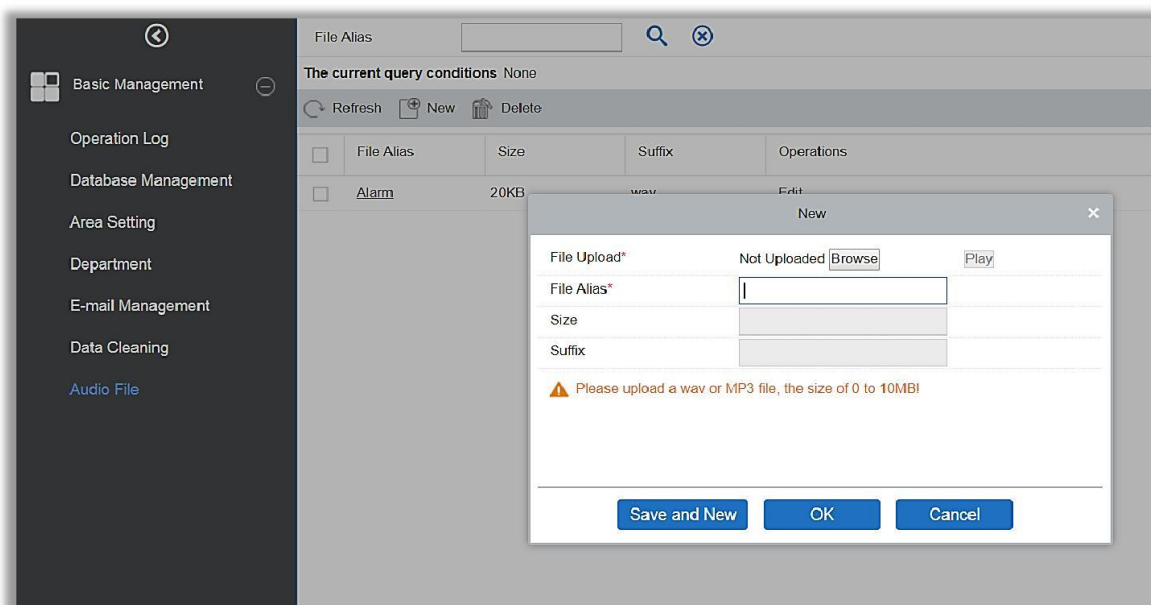 File Alias
Basic Management
The current query conditions None
Refresh New Delete
Operation Log
File Alias Size Suffix Operations
Database Management
Alarm 20KB wav Edit
Area Setting
New
Department
File Upload* Not Uploaded Browse Play
File Alias*
E-mail Management
Size
Data Cleaning
Suffix
Audio File
Please upload a wav or MP3 file, the size of 0 to 10MB!
Save and New OK Cancel